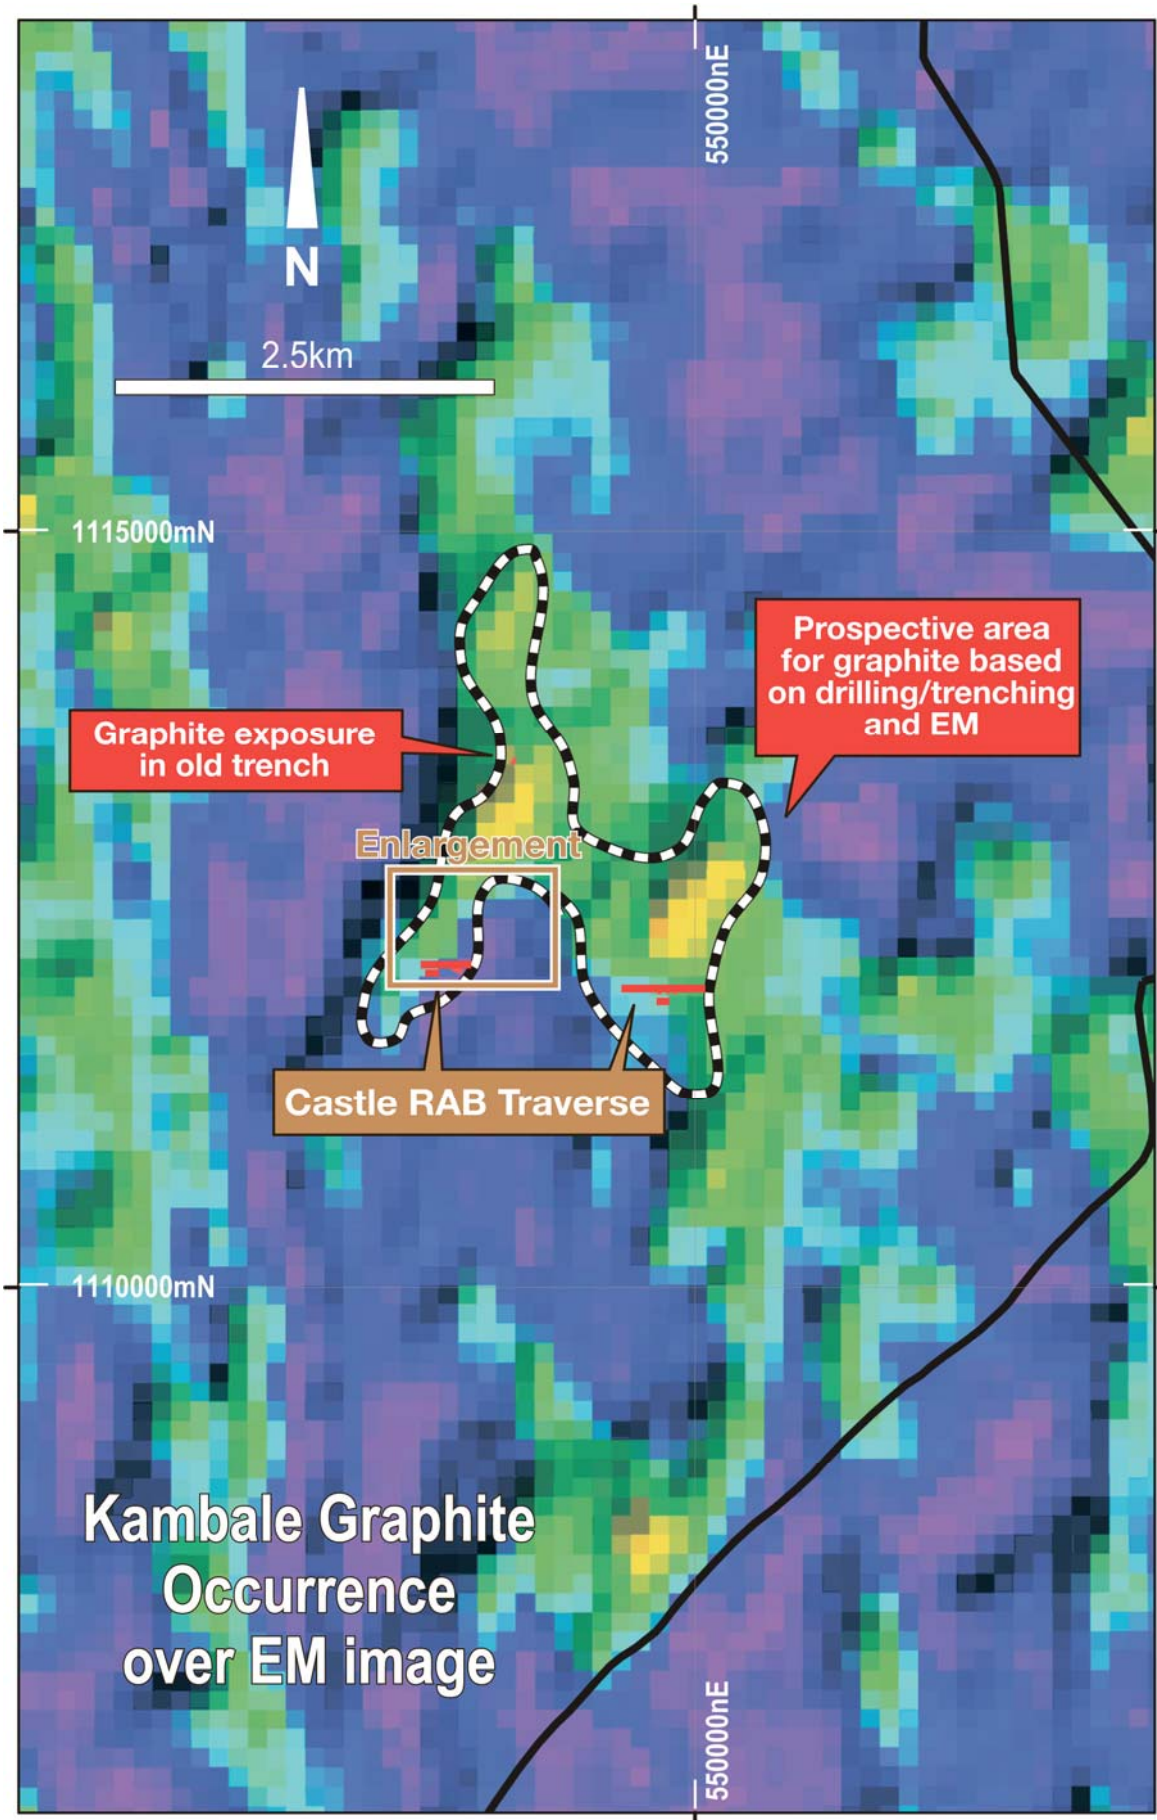 550000nE
N
2.5km
1115000mN
Prospective area
for graphite based
on drilling/trenching
and EM
Graphite exposure
in old trench
Enlargement
Castle RAB Traverse
1110000mN
Kambale Graphite
Occurrence
over EM image
550000nE